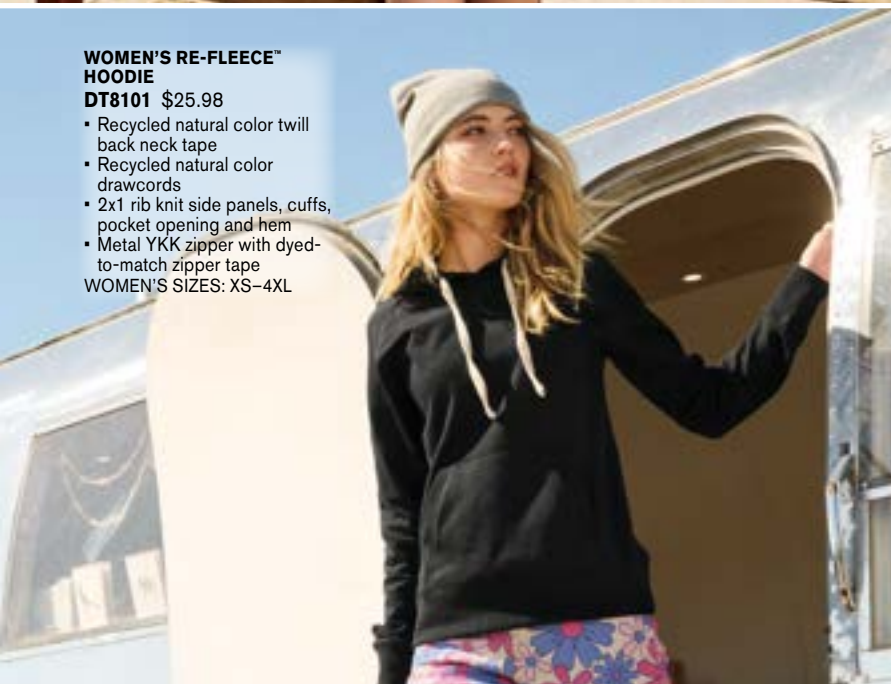 WOMEN'S RE-FLEECE™
HOODIE
DT8101 $25.98
▪ Recycled natural color twill
back neck tape
▪ Recycled natural color
drawcords
▪ 2x1 rib knit side panels, cuffs,
pocket opening and hem
▪ Metal YKK zipper with dyed-
to-match zipper tape
WOMEN'S SIZES: XS–4XL